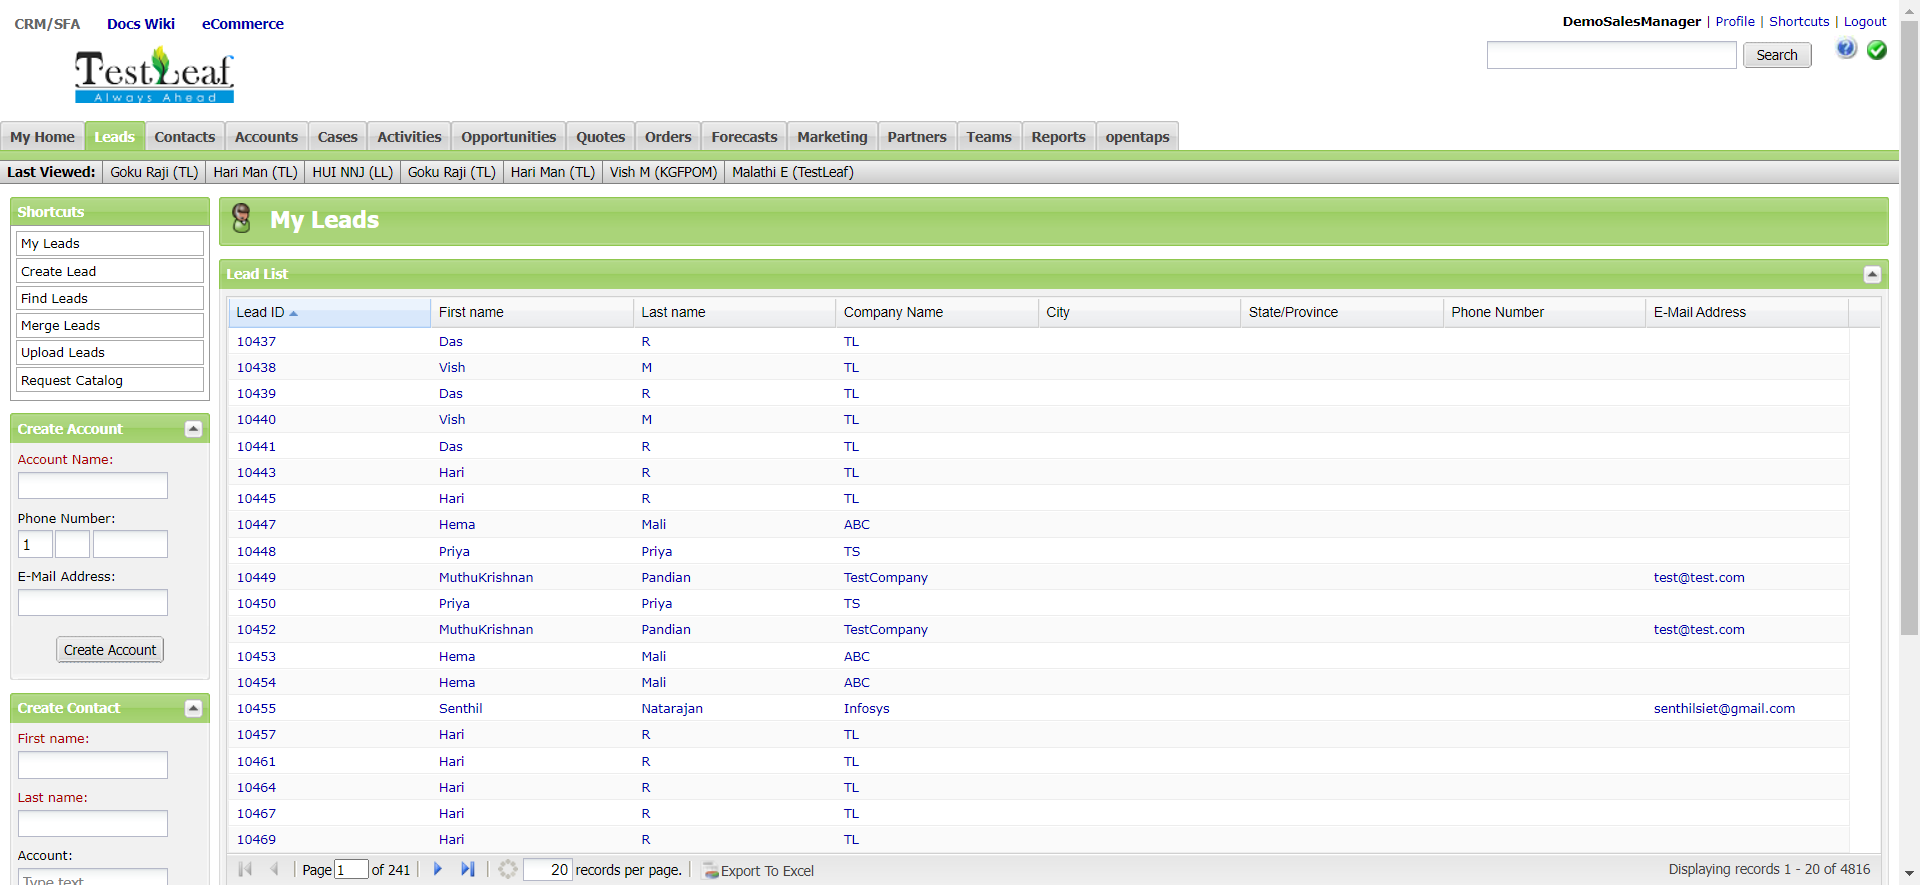 CRM/SFA Docs Wiki eCommerce
DemoSalesManager | Profile | Shortcuts | Logout
Search
TestLeaf
Always Ahead
My Home Leads Contacts Accounts Cases Activities Opportunities Quotes Orders Forecasts Marketing Partners Teams Reports opentaps
Last Viewed: Goku Raji (TL) Hari Man (TL) HUI NNJ (LL) Goku Raji (TL) Hari Man (TL) Vish M (KGFPOM) Malathi E (TestLeaf)
Shortcuts
My Leads
Create Lead
Find Leads
Merge Leads
Upload Leads
Request Catalog
Create Account
Account Name:
Phone Number:
1
E-Mail Address:
Create Account
Create Contact
First name:
Last name:
Account:
Type text
My Leads
Lead List
Lead ID First name Last name Company Name City State/Province Phone Number E-Mail Address
10437 Das R TL
10438 Vish M TL
10439 Das R TL
10440 Vish M TL
10441 Das R TL
10443 Hari R TL
10445 Hari R TL
10447 Hema Mali ABC
10448 Priya Priya TS
10449 MuthuKrishnan Pandian TestCompany test@test.com
10450 Priya Priya TS
10452 MuthuKrishnan Pandian TestCompany test@test.com
10453 Hema Mali ABC
10454 Hema Mali ABC
10455 Senthil Natarajan Infosys senthilsiet@gmail.com
10457 Hari R TL
10461 Hari R TL
10464 Hari R TL
10467 Hari R TL
10469 Hari R TL
Page 1 of 241 20 records per page. Export To Excel Displaying records 1 - 20 of 4816